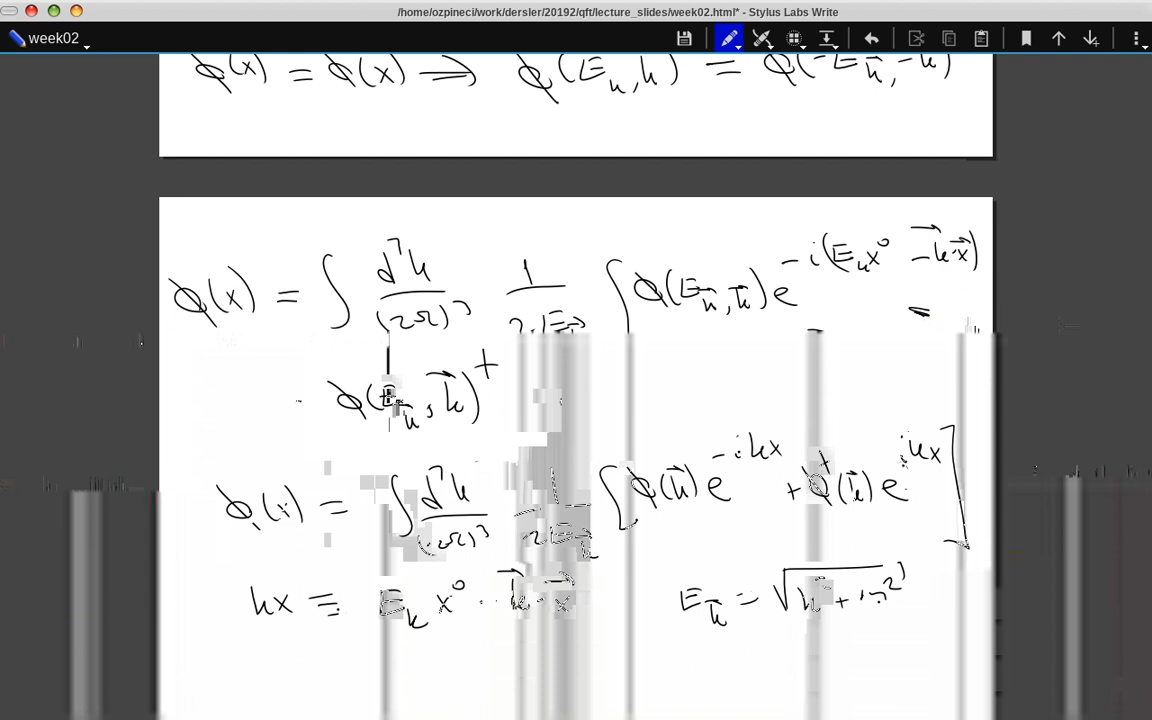 /home/ozpineci/work/dersler/20192/qft/lecture_slides/week02.html* - Stylus Labs Write
week02
ϕ(x) = ϕ(x) ⟹ ϕ(E_k, k) = ϕ(-E_k, -k)
ϕ(x) = ∫ d³k/(2π)³ 1/2E_k [ϕ(E_k, k⃗) e^{-i(E_k x⁰ - k⃗·x⃗)}
ϕ(E_k, k⃗)†
ϕ(x) = ∫ d³k/(2π)³ 1/2E_k [ϕ(k⃗) e^{-ikx} + ϕ†(k⃗) e^{ikx}]
kx ≡ E_k x⁰ - k⃗·x⃗ E_k = √(k⃗² + m²)